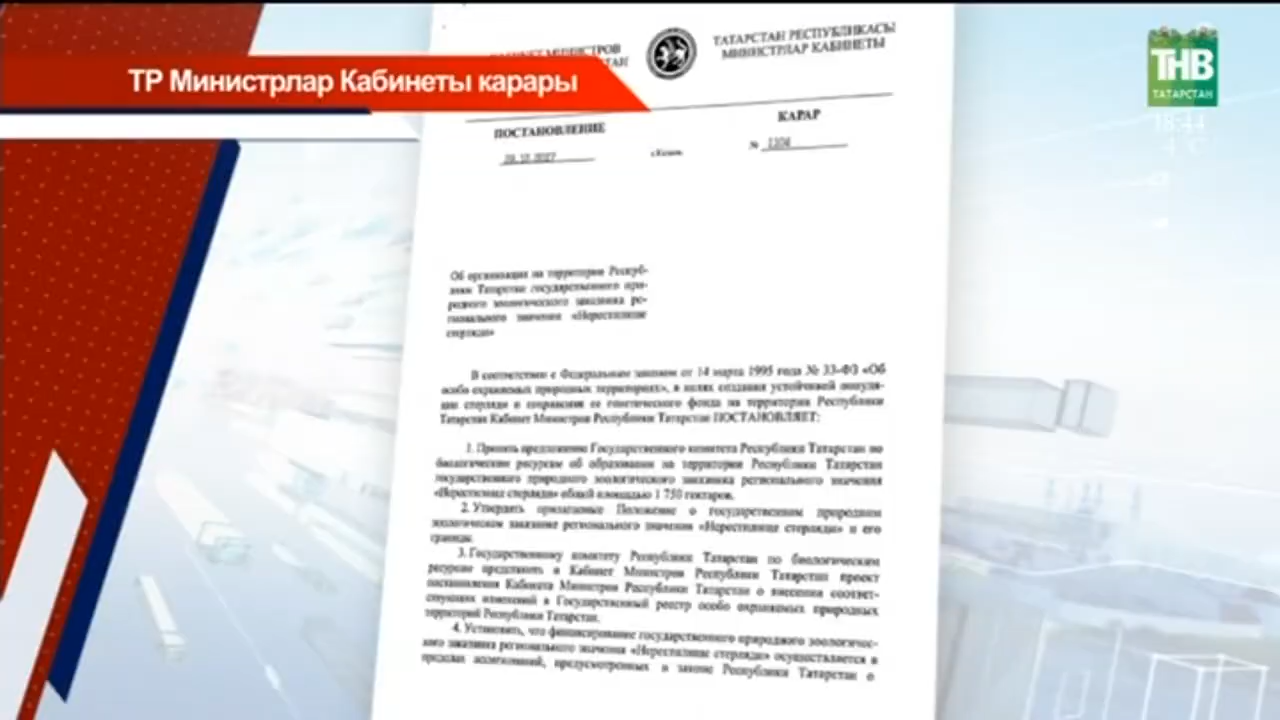 КАБИНЕТ МИНИСТРОВ
ТАТАРСТАН РЕСПУБЛИКАСЫ
МИНИСТРЛАР КАБИНЕТЫ
ТР Министрлар Кабинеты карары
ТНВ
ТАТАРСТАН
18:44
ПОСТАНОВЛЕНИЕ
КАРАР
г.Казань
№
Об организации на территории Респуб-
лики Татарстан государственного при-
родного зоологического заказника ре-
гионального значения «Нерестилище
стерляди»
В соответствии с Федеральным законом от 14 марта 1995 года № 33-ФЗ «Об
особо охраняемых природных территориях», в целях создания устойчивой популя-
ции стерляди и сохранения ее генетического фонда на территории Республики
Татарстан Кабинет Министров Республики Татарстан ПОСТАНОВЛЯЕТ:
1. Принять предложение Государственного комитета Республики Татарстан по
биологическим ресурсам об образовании на территории Республики Татарстан
государственного природного зоологического заказника регионального значения
«Нерестилище стерляди» общей площадью 1 750 гектаров.
2. Утвердить прилагаемые Положение о государственном природном
зоологическом заказнике регионального значения «Нерестилище стерляди» и его
границы.
3. Государственному комитету Республики Татарстан по биологическим
ресурсам представить в Кабинет Министров Республики Татарстан проект
постановления Кабинета Министров Республики Татарстан о внесении соответ-
ствующих изменений в Государственный реестр особо охраняемых природных
территорий Республики Татарстан.
4. Установить, что финансирование государственного природного зоологичес-
кого заказника регионального значения «Нерестилище стерляди» осуществляется в
пределах ассигнований, предусмотренных в законе Республики Татарстан о